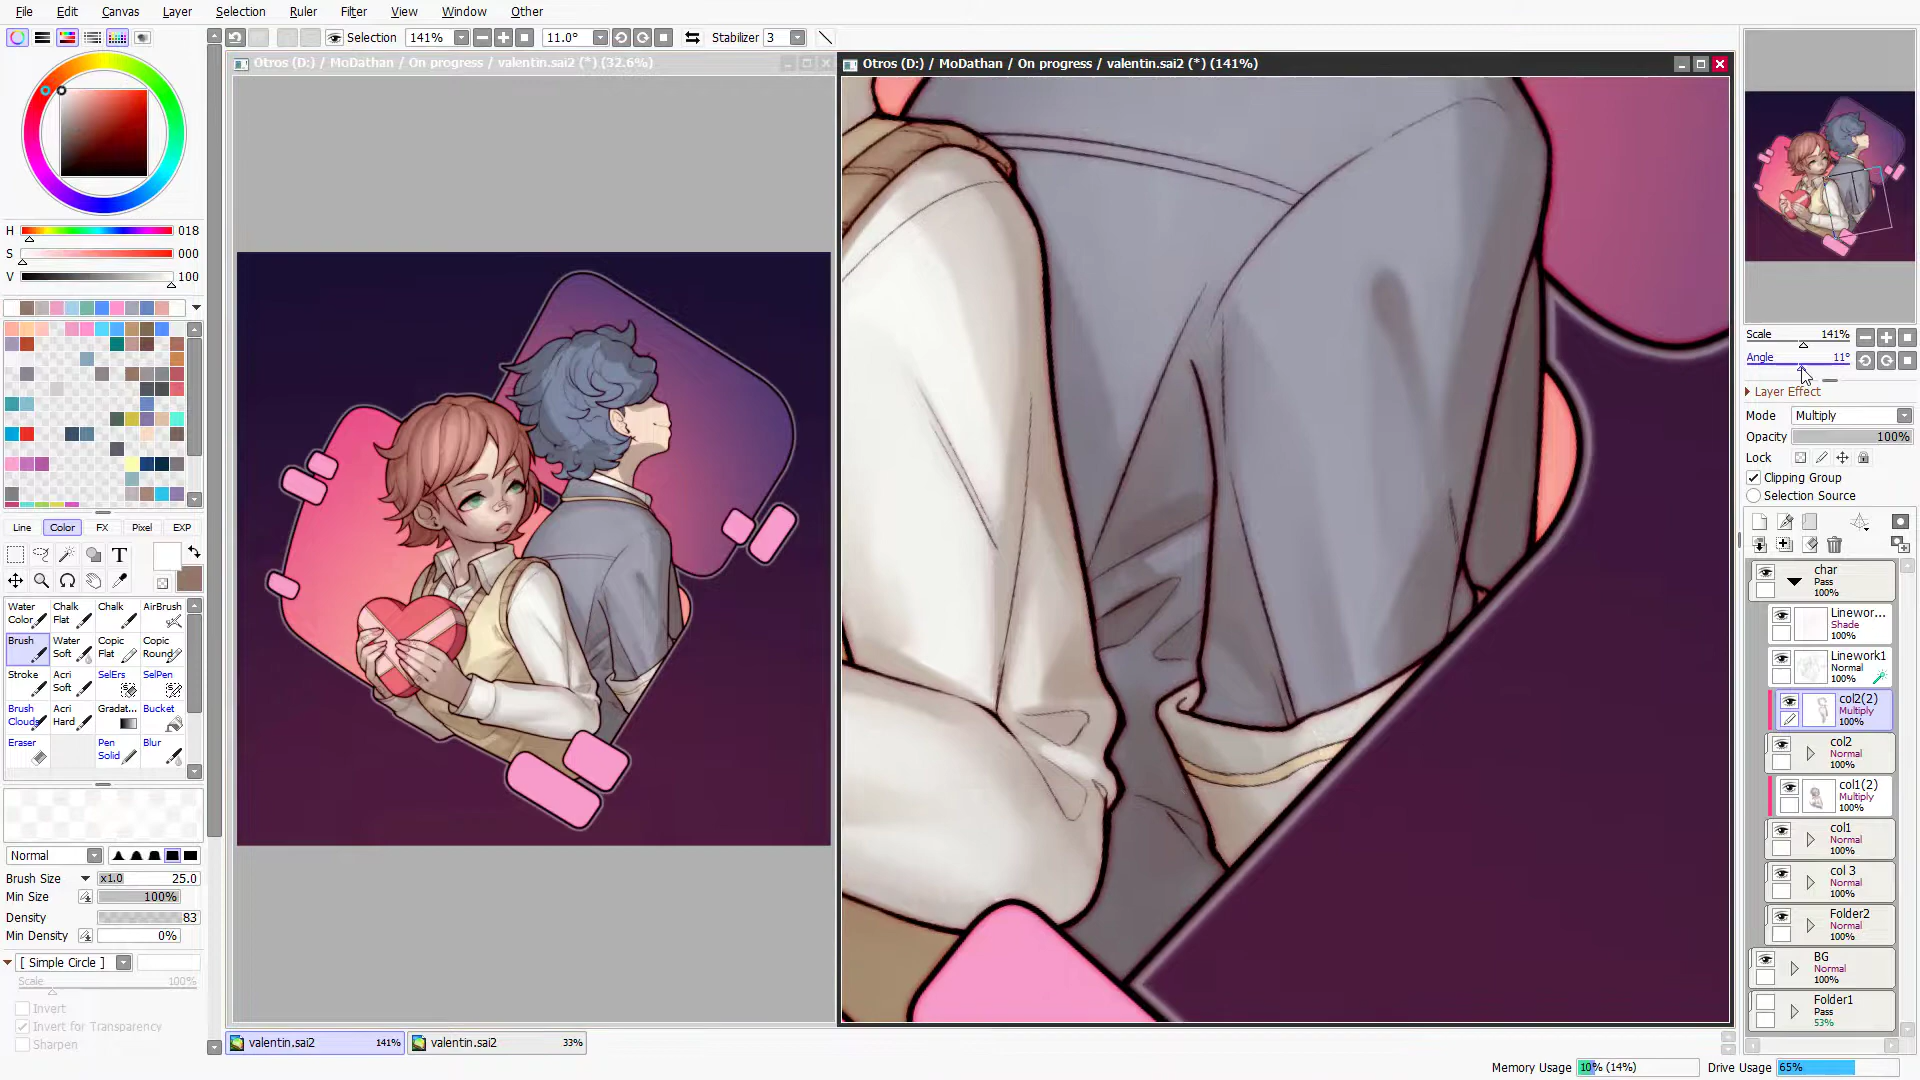 File Edit Canvas Layer Selection Ruler Filter View Window Other
Selection 141% 11.0° Stabilizer 3
Otros (D:) / MoDathan / On progress / valentin.sai2 (*) (32.6%)
Otros (D:) / MoDathan / On progress / valentin.sai2 (*) (141%)
H 018
S 000
V 100
Line Color FX Pixel EXP
T
Water Color Chalk Flat Chalk AirBrush
Brush Water Soft Copic Flat Copic Round
Stroke Acri Soft SelErs SelPen
Brush Clouds Acri Hard Gradat... Bucket
Eraser Pen Solid Blur
Normal
Brush Size x1.0 25.0
Min Size 100%
Density 83
Min Density 0%
[ Simple Circle ]
Scale 100%
Invert
Invert for Transparency
Sharpen
valentin.sai2 141%
valentin.sai2 33%
Scale 141%
Angle 11°
Layer Effect
Mode Multiply
Opacity 100%
Lock
Clipping Group
Selection Source
char
Pass
100%
Linewor...
Shade
100%
Linework1
Normal
100%
col2(2)
Multiply
100%
col2
Normal
100%
col1(2)
Multiply
100%
col1
Normal
100%
col 3
Normal
100%
Folder2
Normal
100%
BG
Normal
100%
Folder1
Pass
53%
Memory Usage 10% (14%) Drive Usage 65%